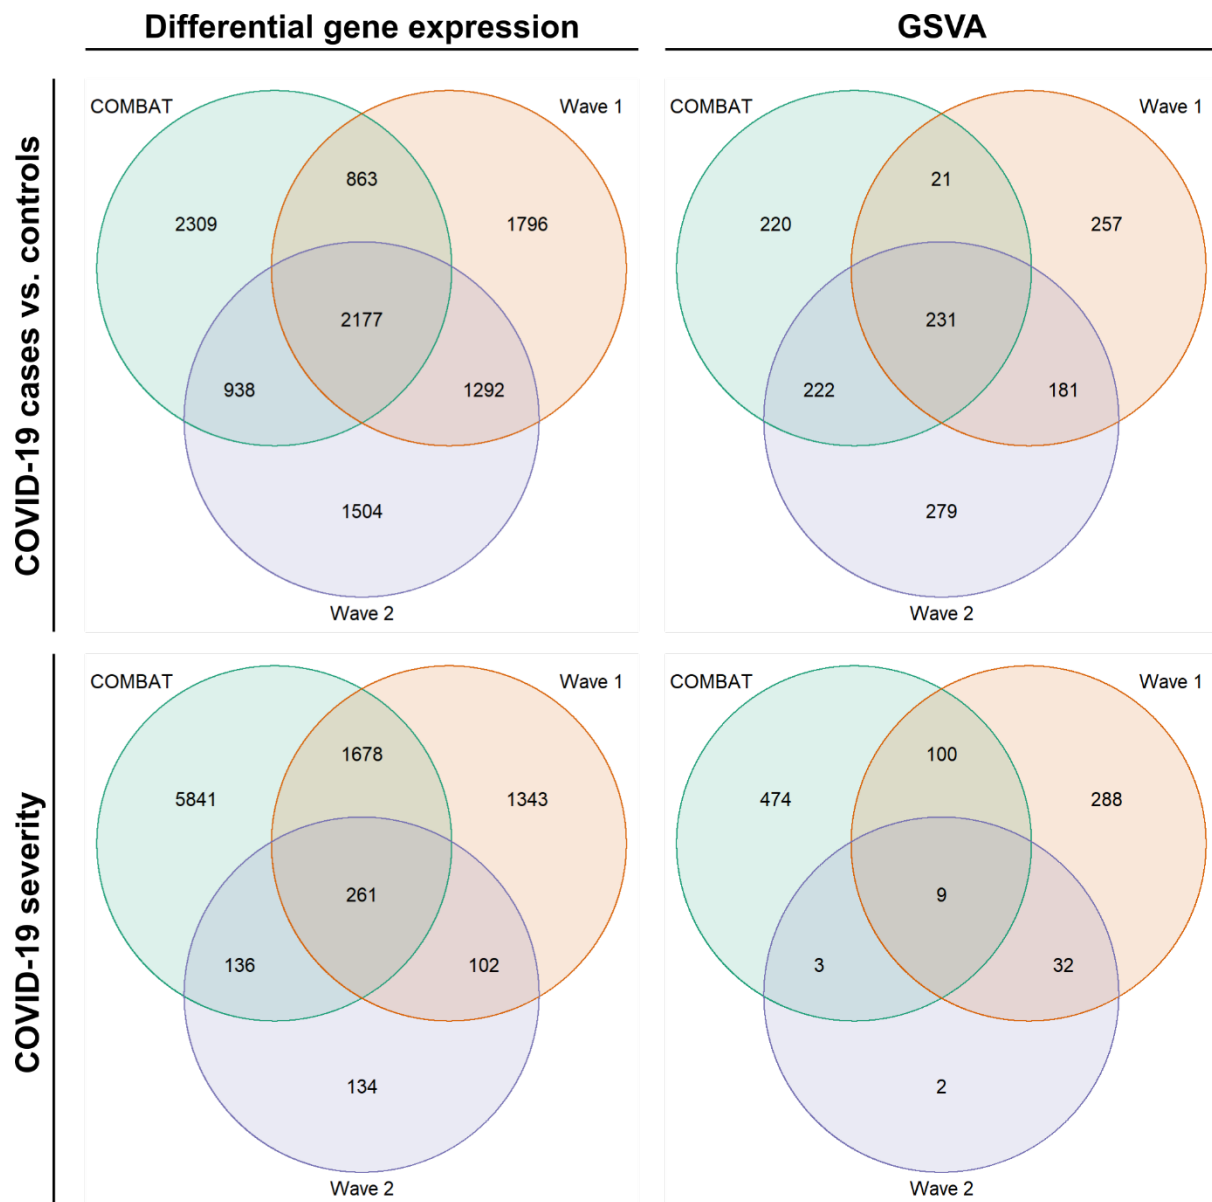 Differential gene expression
GSVA
COVID-19 cases vs. controls
COMBAT
Wave 1
863
2309
1796
2177
938
1292
1504
Wave 2
COMBAT
Wave 1
21
220
257
231
222
181
279
Wave 2
COVID-19 severity
COMBAT
Wave 1
1678
5841
1343
261
136
102
134
Wave 2
COMBAT
Wave 1
100
474
288
9
3
32
2
Wave 2